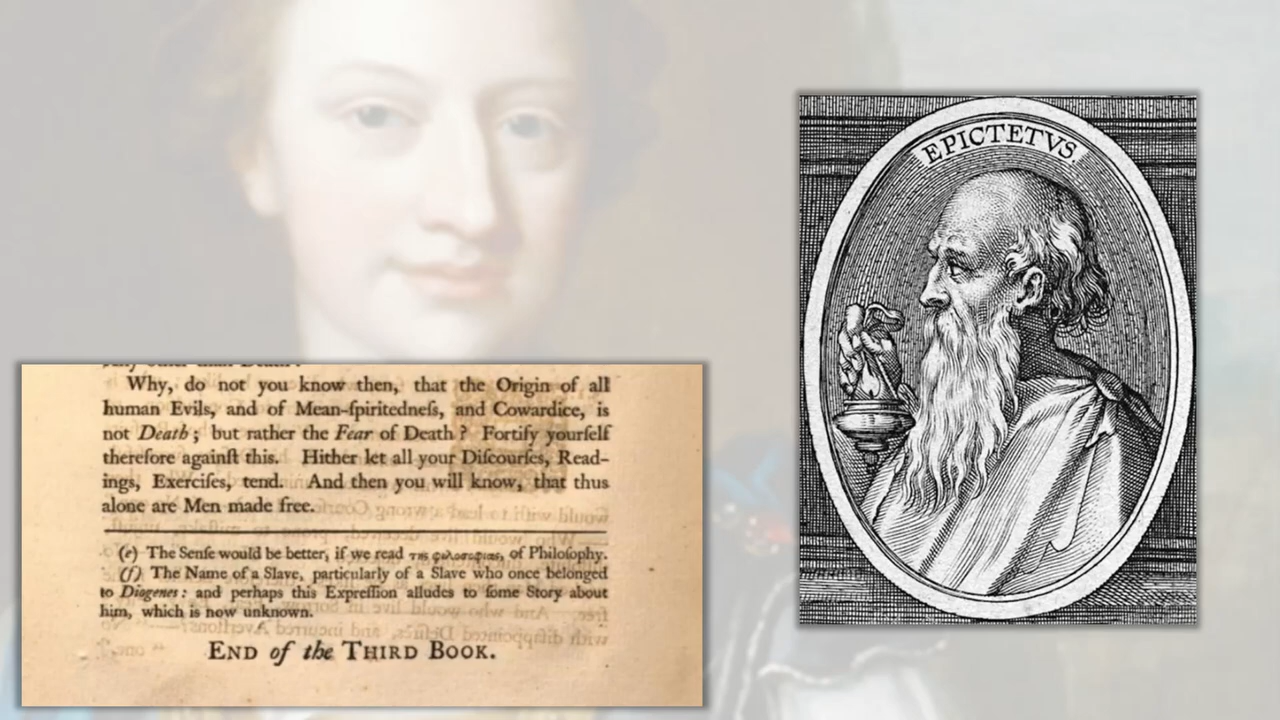 EPICTETVS.
Why, do not you know then, that the Origin of all
human Evils, and of Mean-ſpiritedneſs, and Cowardice, is
not Death; but rather the Fear of Death? Fortify yourſelf
therefore againſt this. Hither let all your Diſcourſes, Read-
ings, Exerciſes, tend. And then you will know, that thus
alone are Men made free.
(e) The Senſe would be better, if we read της φιλοσοφιας, of Philoſophy.
(f) The Name of a Slave, particularly of a Slave who once belonged
to Diogenes: and perhaps this Expreſſion alludes to ſome Story about
him, which is now unknown.
END of the THIRD BOOK.